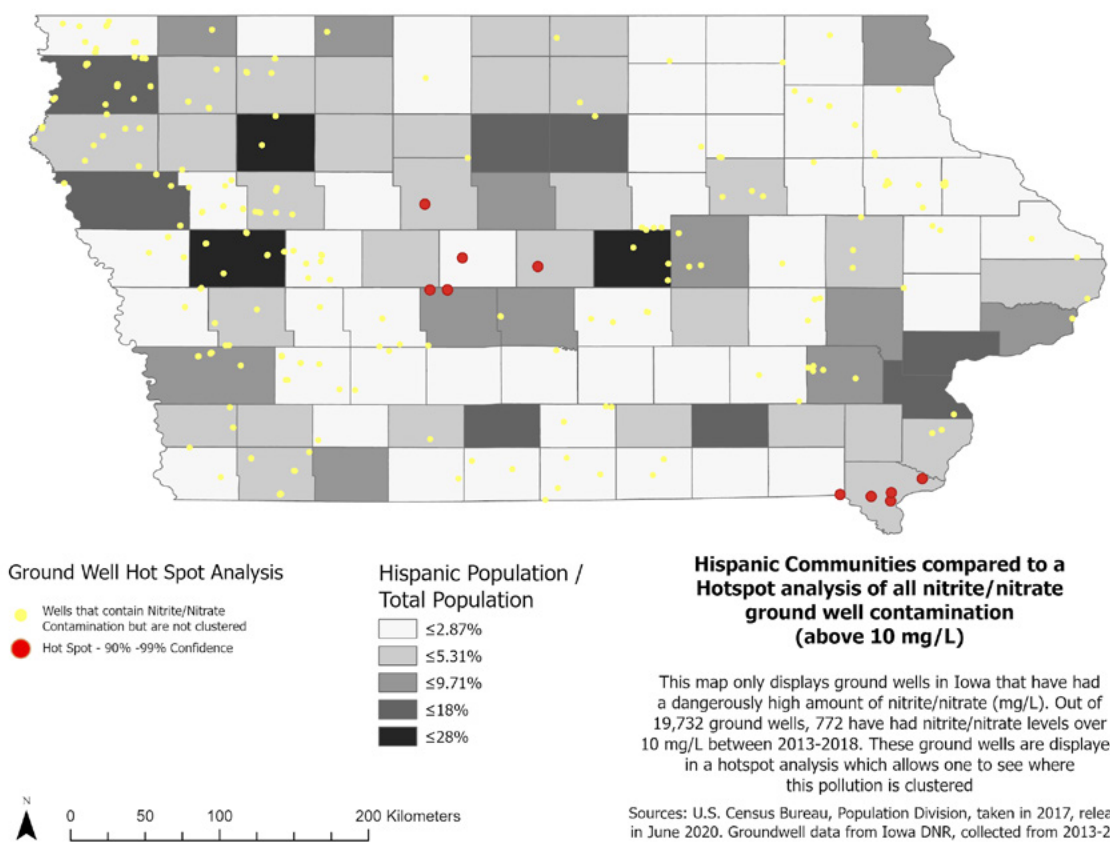 Ground Well Hot Spot Analysis
Wells that contain Nitrite/Nitrate
Contamination but are not clustered
Hot Spot - 90% -99% Confidence
Hispanic Population /
Total Population
≤2.87%
≤5.31%
≤9.71%
≤18%
≤28%
Hispanic Communities compared to a
Hotspot analysis of all nitrite/nitrate
ground well contamination
(above 10 mg/L)
This map only displays ground wells in Iowa that have had
a dangerously high amount of nitrite/nitrate (mg/L). Out of
19,732 ground wells, 772 have had nitrite/nitrate levels over
10 mg/L between 2013-2018. These ground wells are displaye
in a hotspot analysis which allows one to see where
this pollution is clustered
Sources: U.S. Census Bureau, Population Division, taken in 2017, relea
in June 2020. Groundwell data from Iowa DNR, collected from 2013-2
N
0 50 100 200 Kilometers